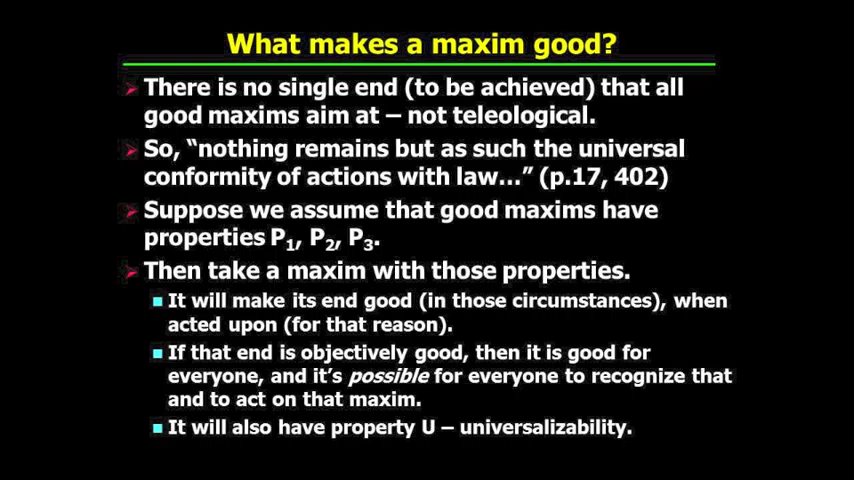 What makes a maxim good?
There is no single end (to be achieved) that all
good maxims aim at – not teleological.
So, “nothing remains but as such the universal
conformity of actions with law…” (p.17, 402)
Suppose we assume that good maxims have
properties P₁, P₂, P₃.
Then take a maxim with those properties.
It will make its end good (in those circumstances), when
acted upon (for that reason).
If that end is objectively good, then it is good for
everyone, and it’s possible for everyone to recognize that
and to act on that maxim.
It will also have property U – universalizability.